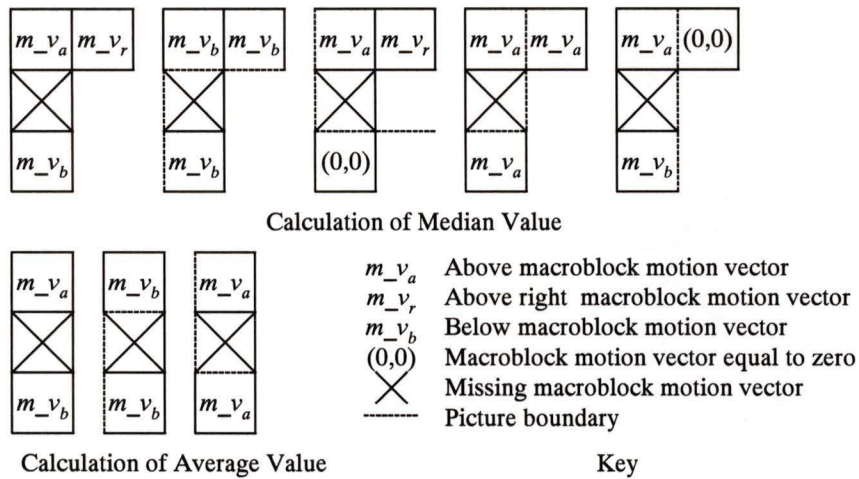 m_v_a m_v_r m_v_b m_v_b m_v_a m_v_r m_v_a m_v_a m_v_a (0,0)
m_v_b m_v_b (0,0) m_v_a m_v_b
Calculation of Median Value
m_v_a m_v_b m_v_a
m_v_b m_v_b m_v_a
m_v_a Above macroblock motion vector
m_v_r Above right macroblock motion vector
m_v_b Below macroblock motion vector
(0,0) Macroblock motion vector equal to zero
Missing macroblock motion vector
Picture boundary
Calculation of Average Value
Key